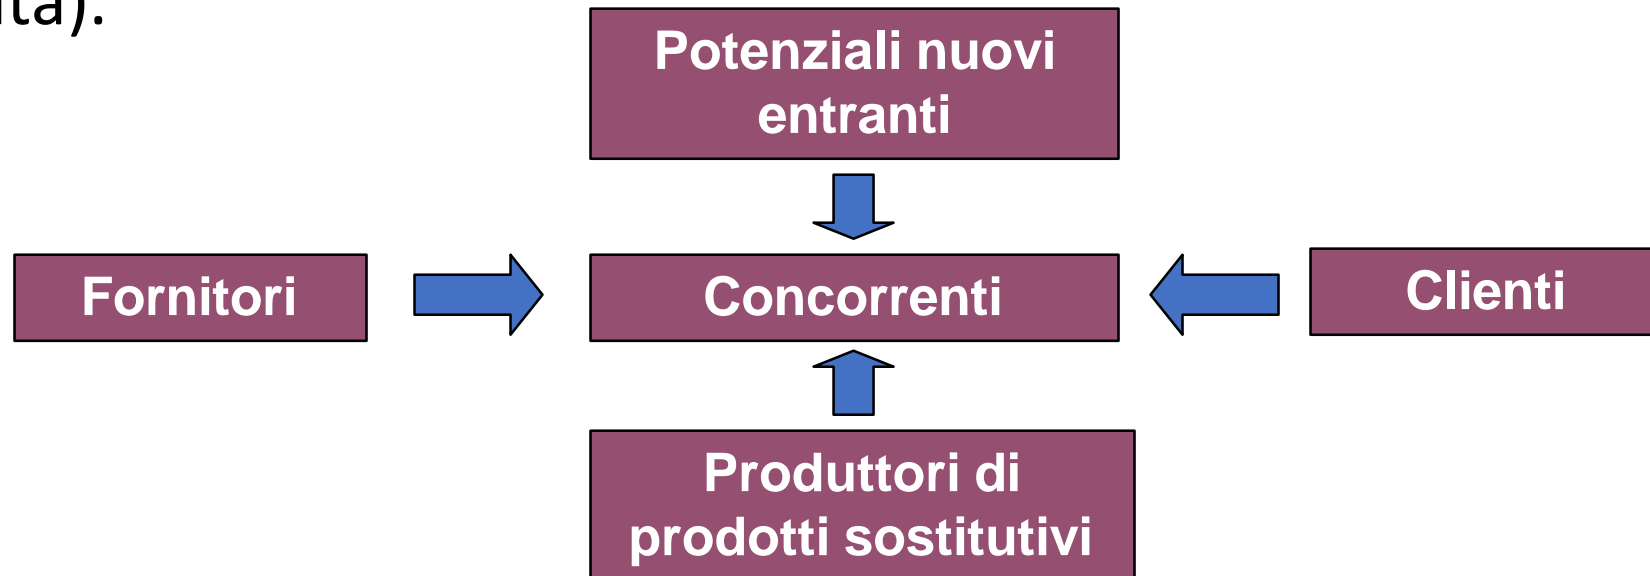 Potenziali nuovi
entranti
Fornitori
Concorrenti
Clienti
Produttori di
prodotti sostitutivi